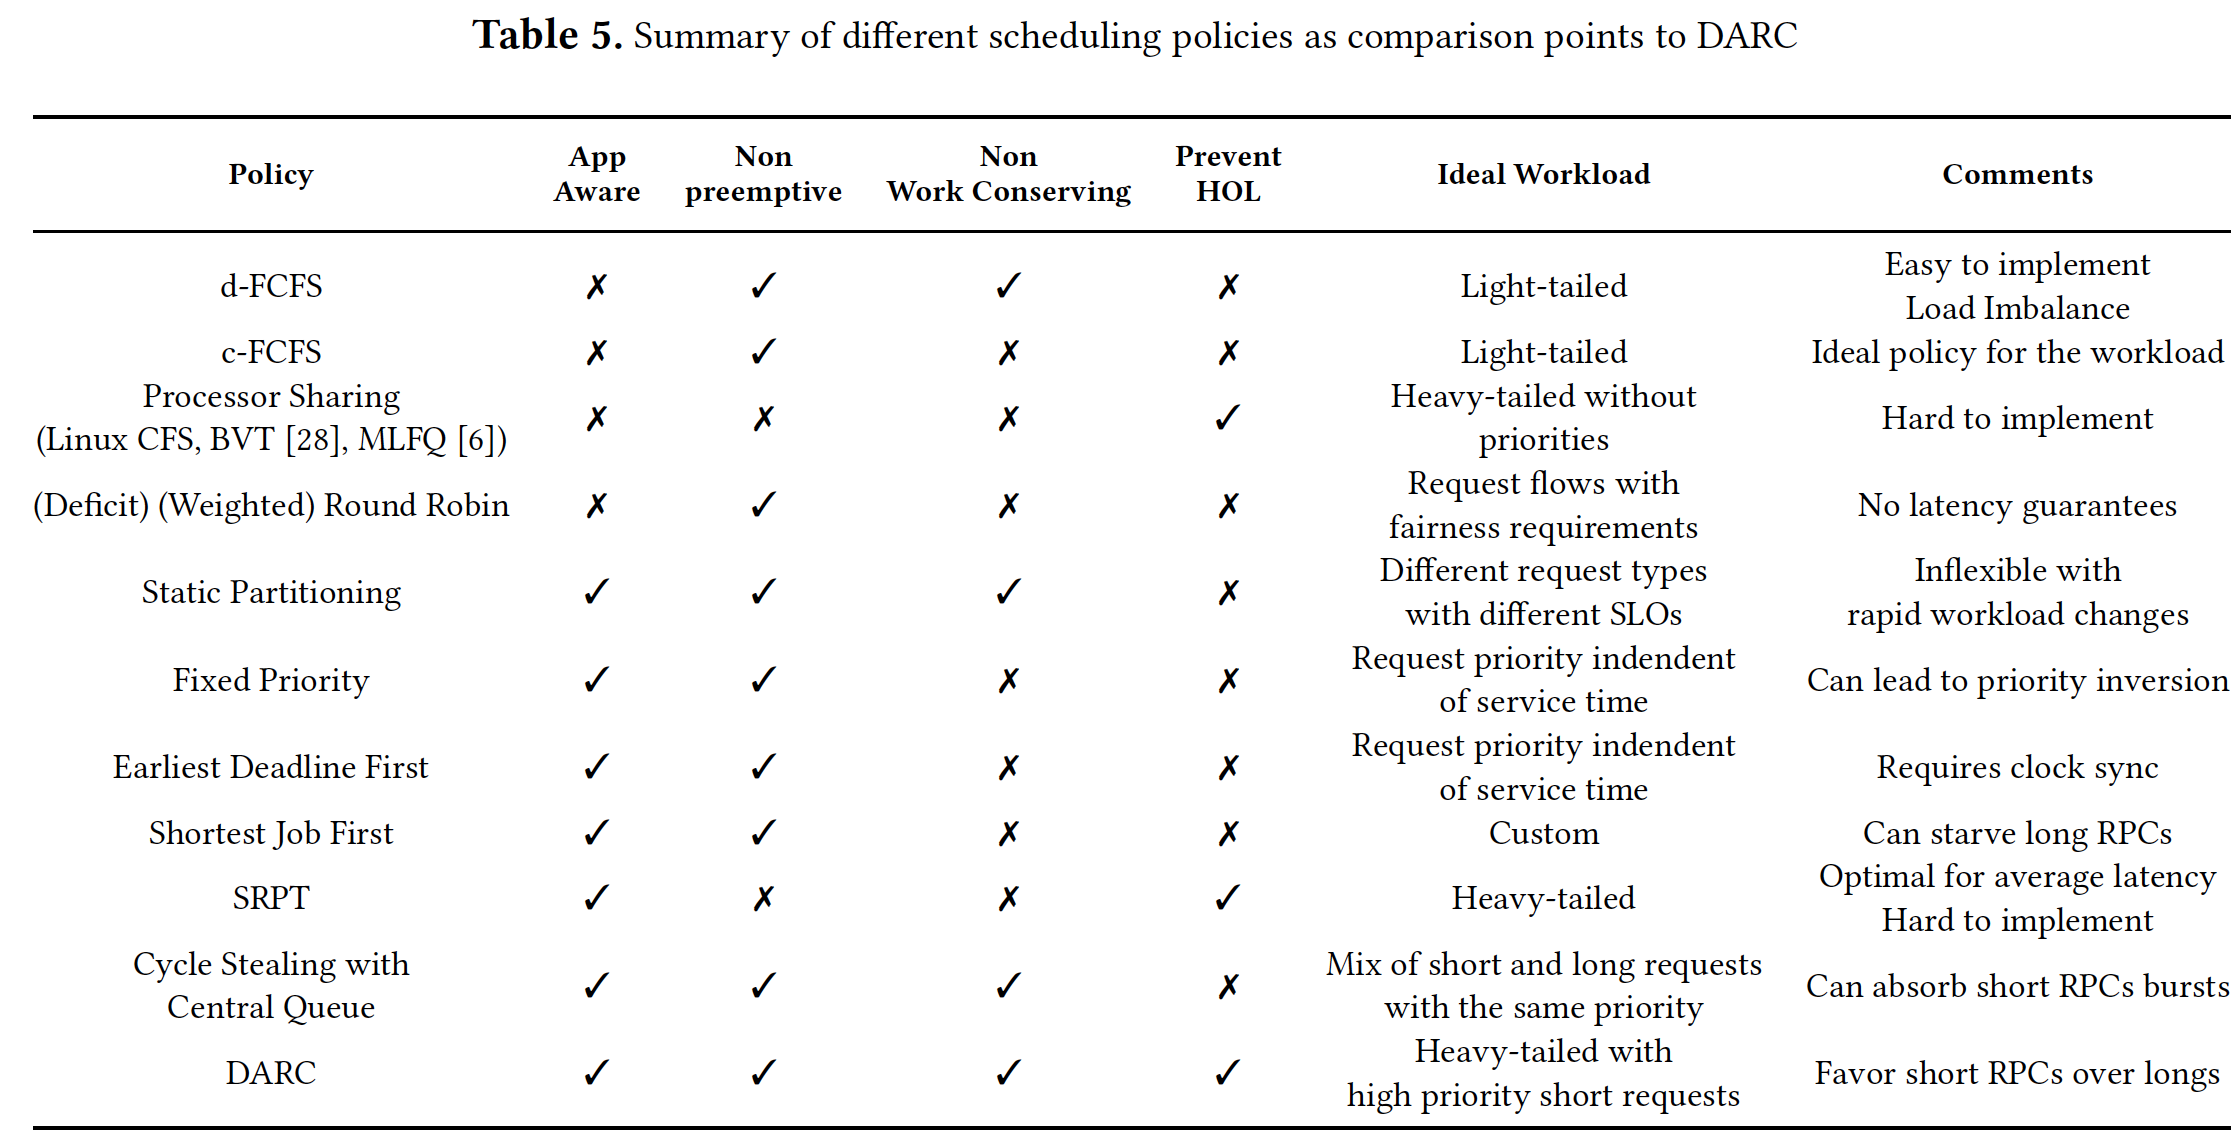 Table 5. Summary of different scheduling policies as comparison points to DARC
Policy App Aware Non preemptive Non Work Conserving Prevent HOL Ideal Workload Comments
d-FCFS ✗ ✓ ✓ ✗ Light-tailed Easy to implement Load Imbalance
c-FCFS ✗ ✓ ✗ ✗ Light-tailed Ideal policy for the workload
Processor Sharing (Linux CFS, BVT [28], MLFQ [6]) ✗ ✗ ✗ ✓ Heavy-tailed without priorities Hard to implement
(Deficit) (Weighted) Round Robin ✗ ✓ ✗ ✗ Request flows with fairness requirements No latency guarantees
Static Partitioning ✓ ✓ ✓ ✗ Different request types with different SLOs Inflexible with rapid workload changes
Fixed Priority ✓ ✓ ✗ ✗ Request priority indendent of service time Can lead to priority inversion
Earliest Deadline First ✓ ✓ ✗ ✗ Request priority indendent of service time Requires clock sync
Shortest Job First ✓ ✓ ✗ ✗ Custom Can starve long RPCs
SRPT ✓ ✗ ✗ ✓ Heavy-tailed Optimal for average latency Hard to implement
Cycle Stealing with Central Queue ✓ ✓ ✓ ✗ Mix of short and long requests with the same priority Can absorb short RPCs bursts
DARC ✓ ✓ ✓ ✓ Heavy-tailed with high priority short requests Favor short RPCs over longs